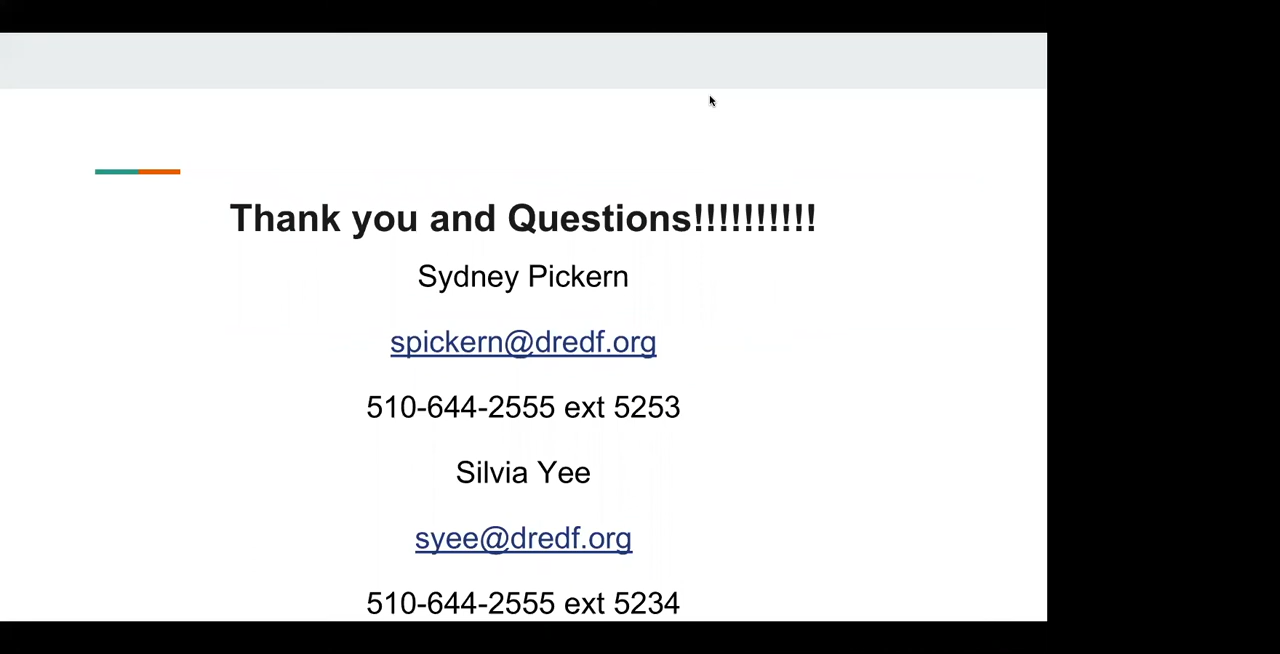 Thank you and Questions!!!!!!!!!!
Sydney Pickern
spickern@dredf.org
510-644-2555 ext 5253
Silvia Yee
syee@dredf.org
510-644-2555 ext 5234